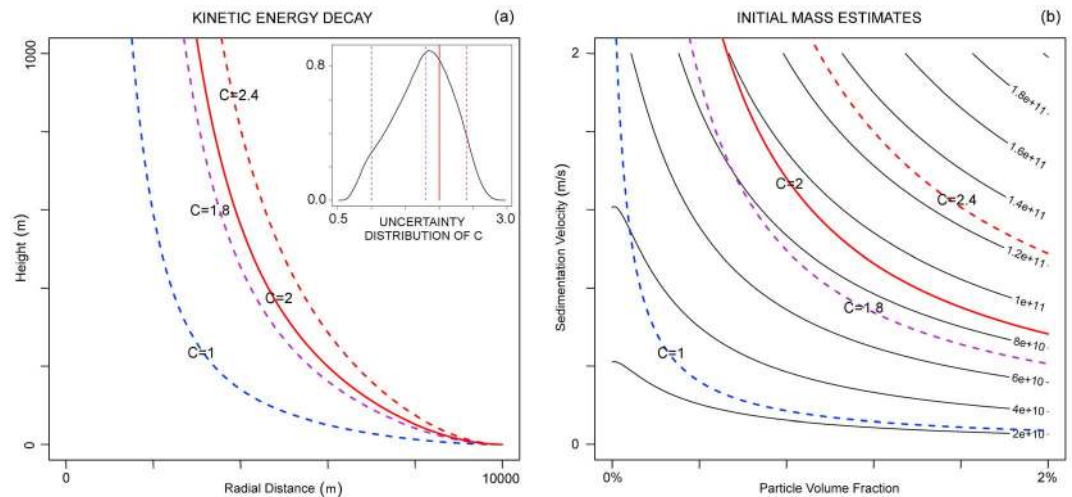 KINETIC ENERGY DECAY
(a)
1000
Height (m)
0
C=2.4
C=1.8
C=2
C=1
0.8
0.0
0.5
3.0
UNCERTAINTY
DISTRIBUTION OF C
0
10000
Radial Distance (m)
INITIAL MASS ESTIMATES
(b)
2
Sedimentation Velocity (m/s)
0
C=2
C=2.4
C=1.8
C=1
1.8e+11
1.6e+11
1.4e+11
1.2e+11
1e+11
8e+10
6e+10
4e+10
2e+10
0%
2%
Particle Volume Fraction